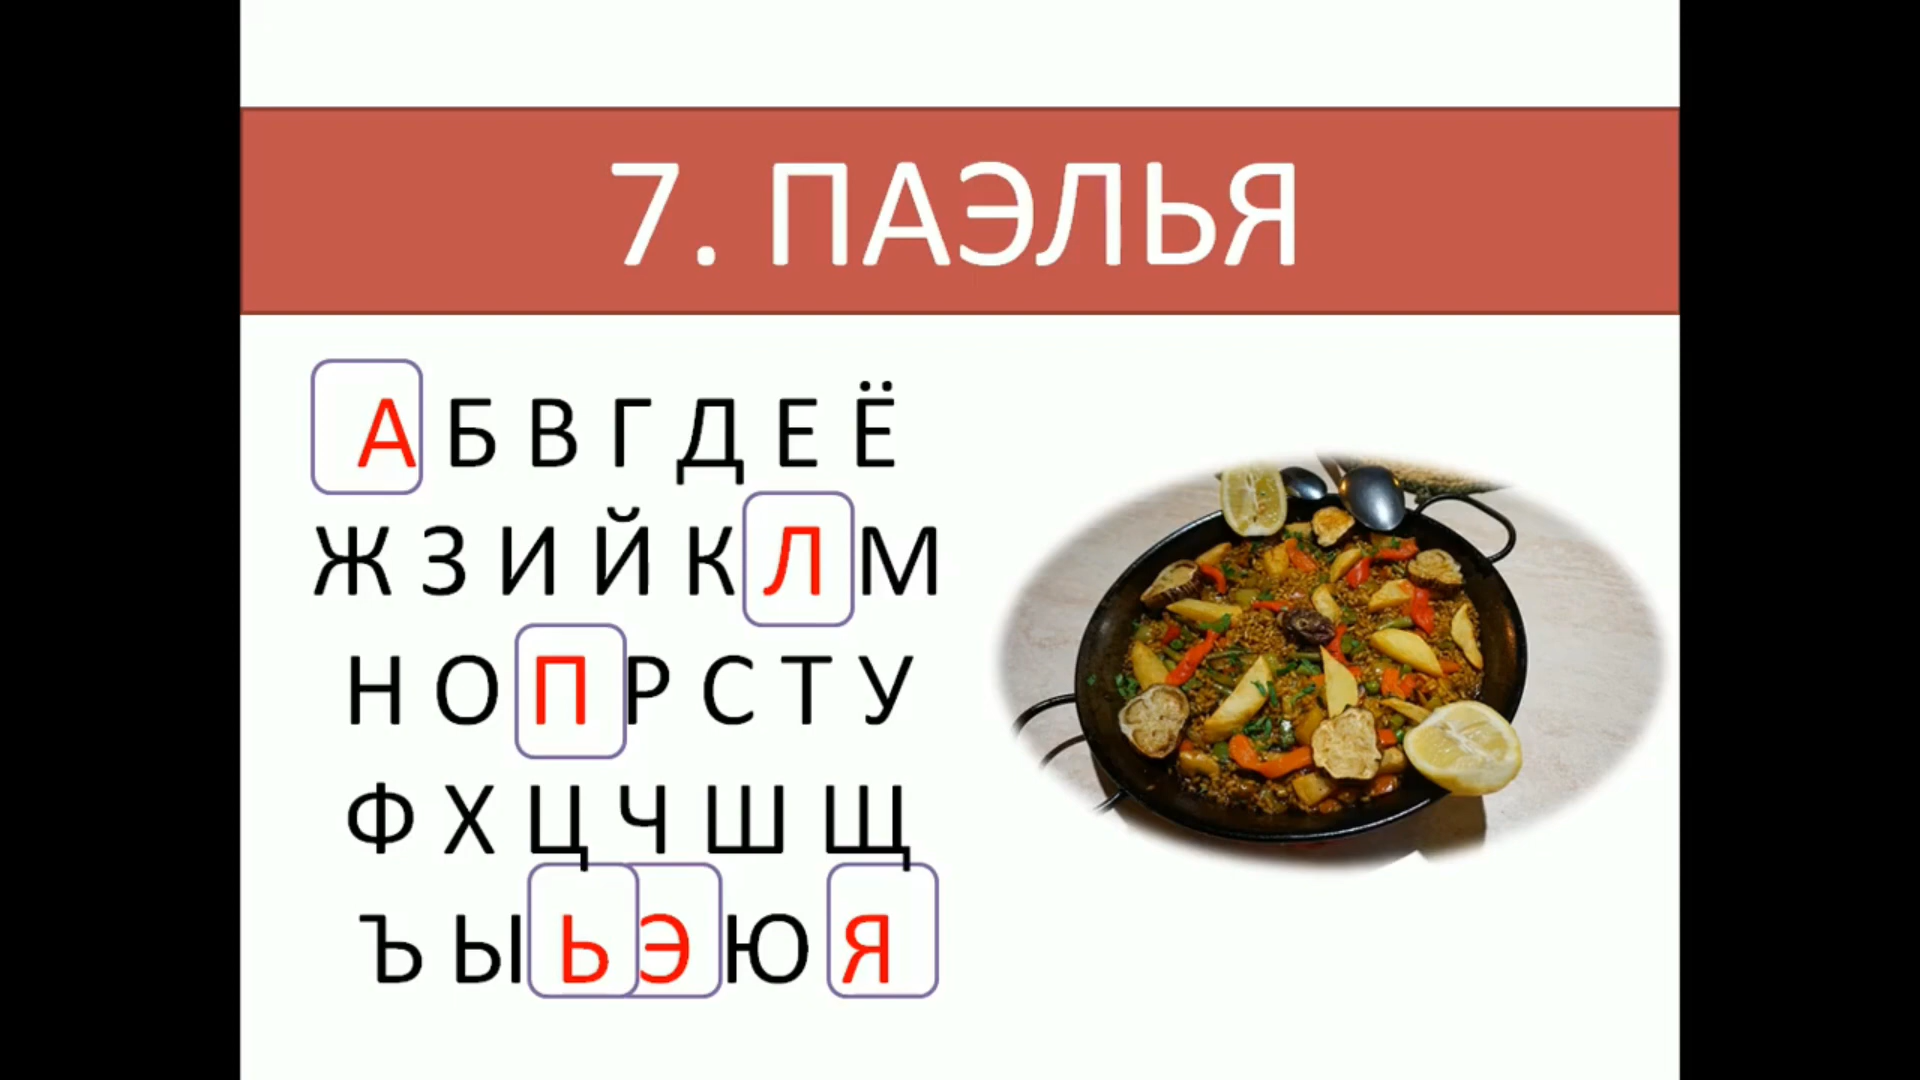 7. ПАЭЛЬЯ
А Б В Г Д Е Ё
Ж З И Й К Л М
Н О П Р С Т У
Ф Х Ц Ч Ш Щ
Ъ Ы Ь Э Ю Я